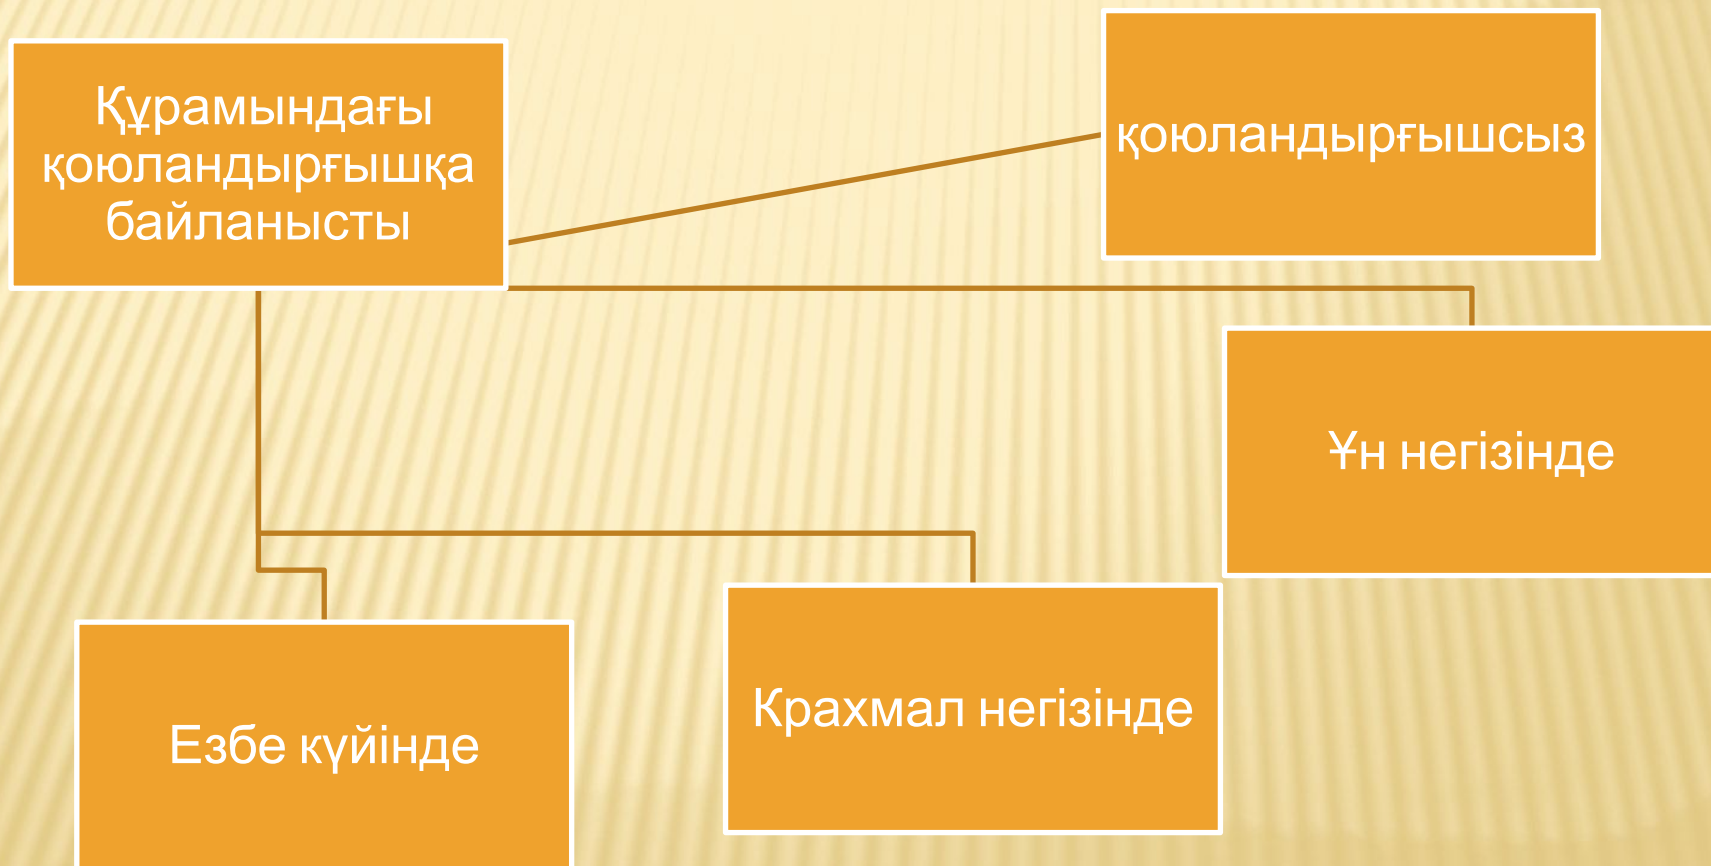 Құрамындағы
қоюландырғышқа
байланысты
қоюландырғышсыз
Ұн негізінде
Крахмал негізінде
Езбе күйінде